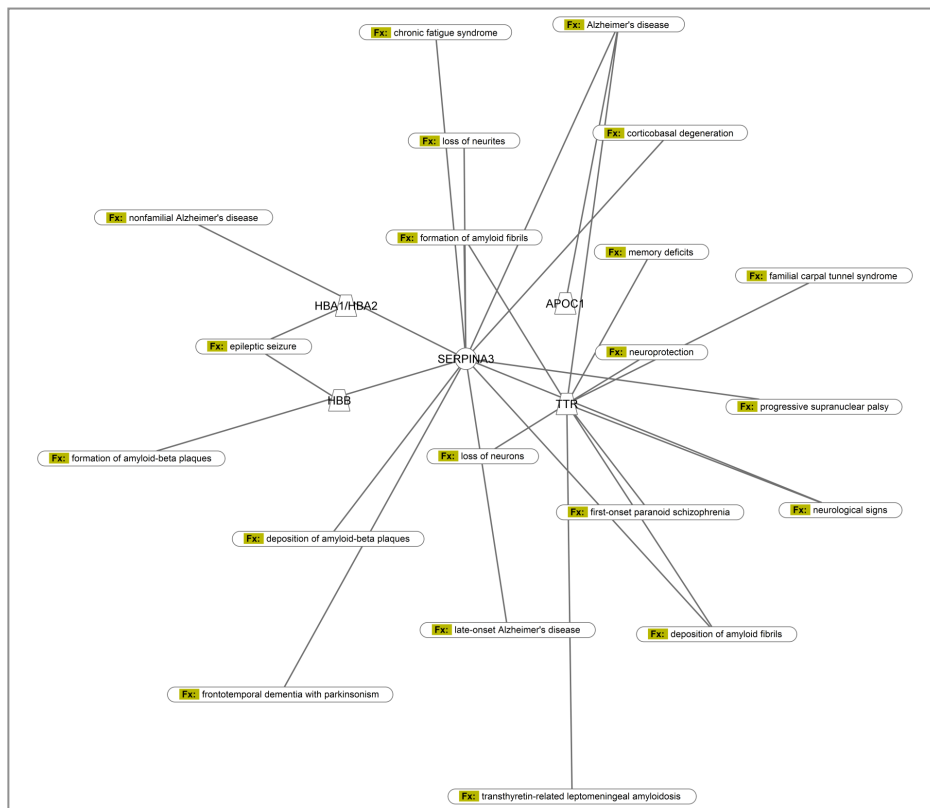 Fx: chronic fatigue syndrome
Fx: Alzheimer's disease
Fx: loss of neurites
Fx: corticobasal degeneration
Fx: nonfamilial Alzheimer's disease
Fx: formation of amyloid fibrils
Fx: memory deficits
Fx: familial carpal tunnel syndrome
HBA1/HBA2
APOC1
Fx: epileptic seizure
SERPINA3
Fx: neuroprotection
HBB
TTR
Fx: progressive supranuclear palsy
Fx: formation of amyloid-beta plaques
Fx: loss of neurons
Fx: first-onset paranoid schizophrenia
Fx: neurological signs
Fx: deposition of amyloid-beta plaques
Fx: late-onset Alzheimer's disease
Fx: deposition of amyloid fibrils
Fx: frontotemporal dementia with parkinsonism
Fx: transthyretin-related leptomeningeal amyloidosis